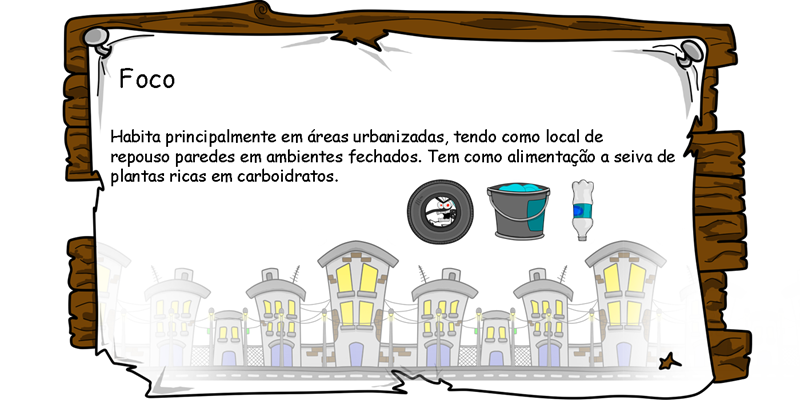 Foco
Habita principalmente em áreas urbanizadas, tendo como local de
repouso paredes em ambientes fechados. Tem como alimentação a seiva de
plantas ricas em carboidratos.